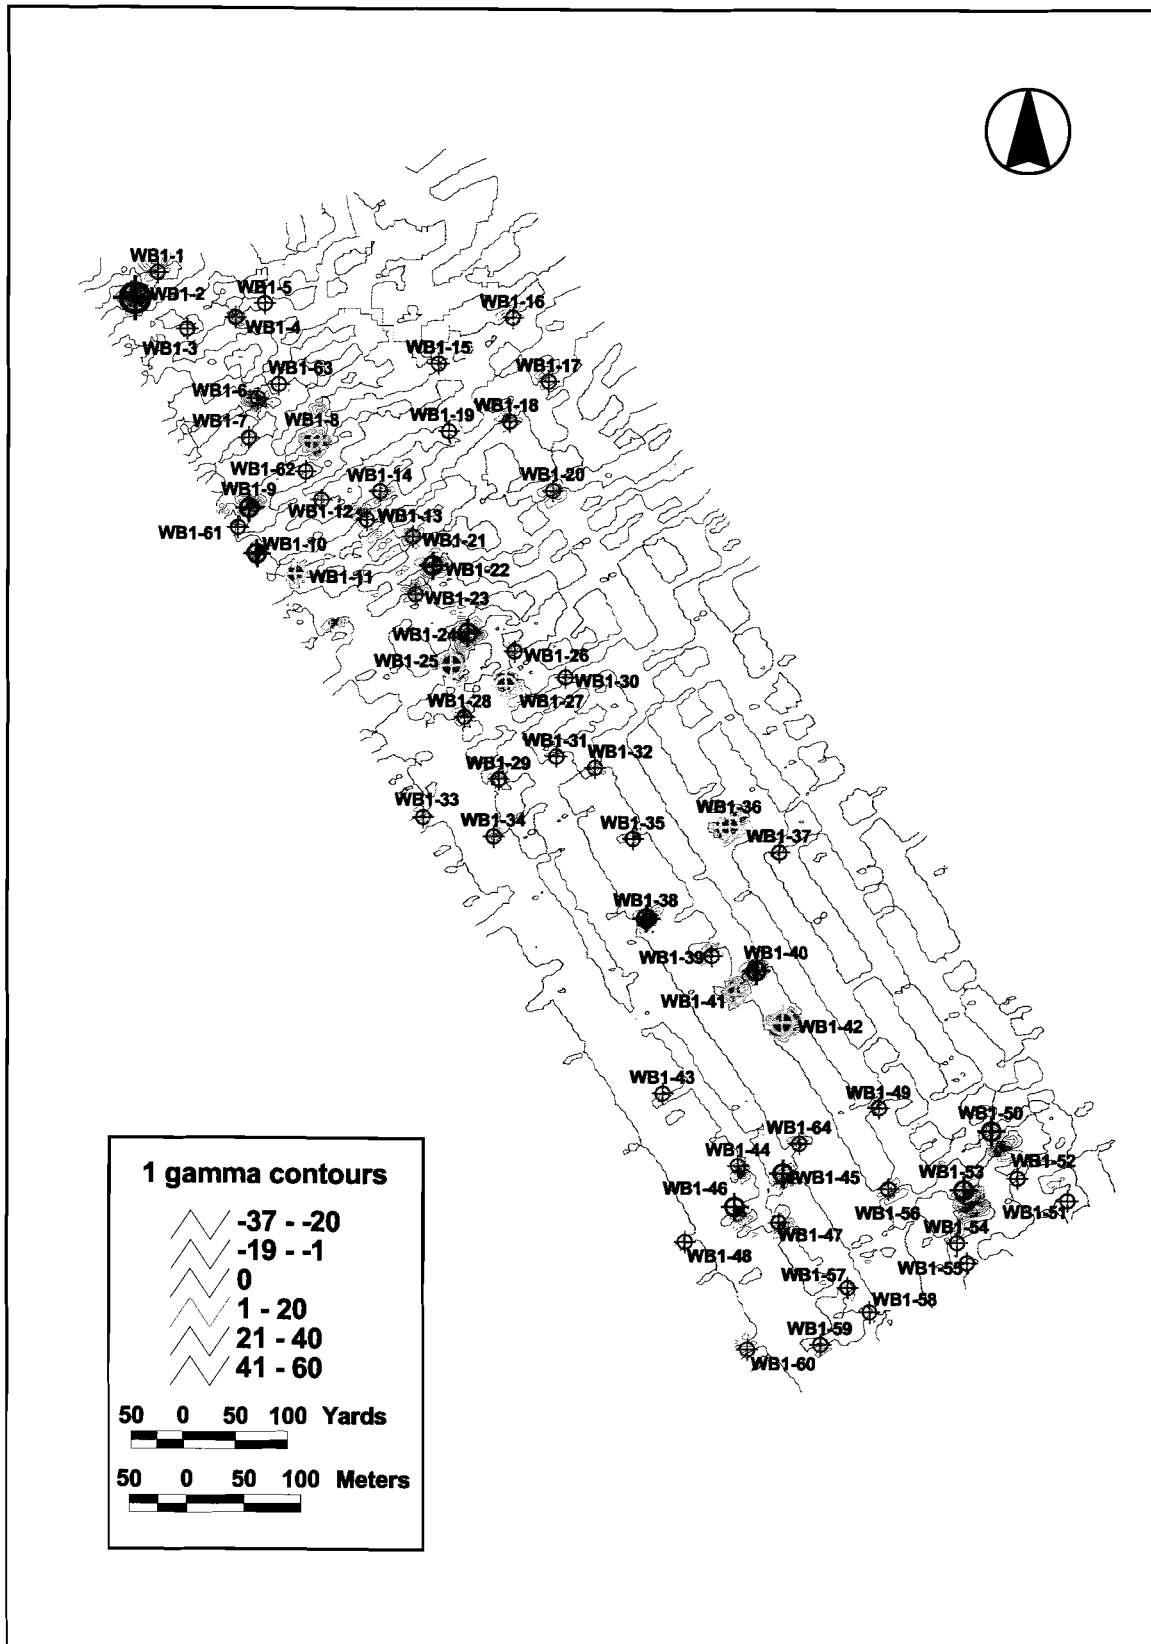 WB1-1
WB1-2
WB1-5
WB1-4
WB1-3
WB1-16
WB1-15
WB1-63
WB1-17
WB1-6
WB1-7
WB1-8
WB1-19
WB1-18
WB1-62
WB1-14
WB1-20
WB1-9
WB1-12
WB1-13
WB1-61
WB1-10
WB1-21
WB1-11
WB1-22
WB1-23
WB1-24
WB1-25
WB1-26
WB1-30
WB1-28
WB1-27
WB1-31
WB1-32
WB1-29
WB1-33
WB1-34
WB1-35
WB1-36
WB1-37
WB1-38
WB1-39
WB1-40
WB1-41
WB1-42
WB1-43
WB1-49
WB1-50
WB1-64
WB1-44
WB1-52
WB1-53
WB1-45
WB1-46
WB1-56
WB1-51
WB1-47
WB1-54
WB1-48
WB1-55
WB1-57
WB1-58
WB1-59
WB1-60
1 gamma contours
-37 - -20
-19 - -1
0
1 - 20
21 - 40
41 - 60
50 0 50 100 Yards
50 0 50 100 Meters